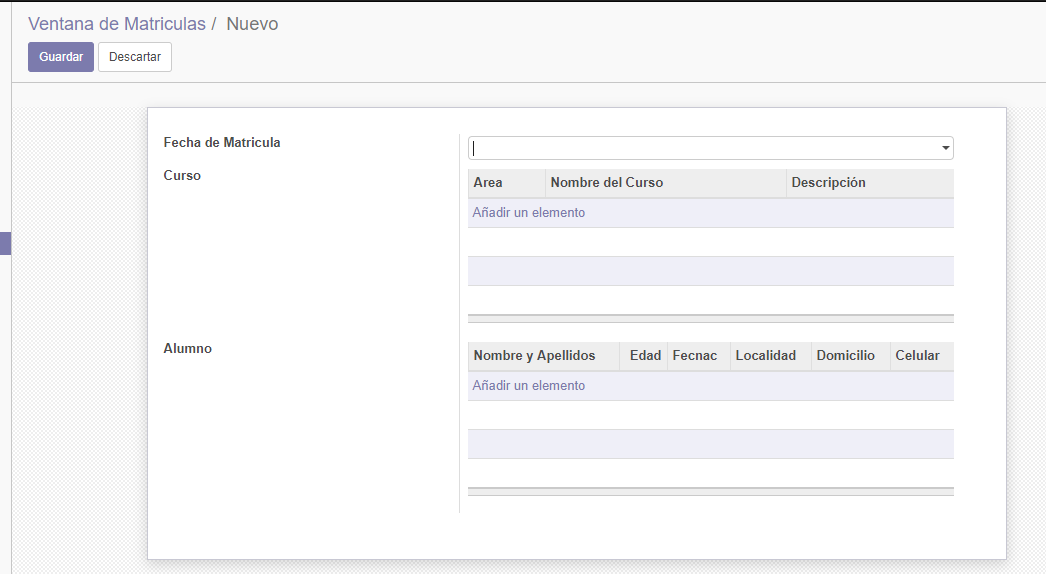 Ventana de Matriculas / Nuevo
Guardar Descartar
Fecha de Matricula
Curso
Area Nombre del Curso Descripción
Añadir un elemento
Alumno
Nombre y Apellidos Edad Fecnac Localidad Domicilio Celular
Añadir un elemento